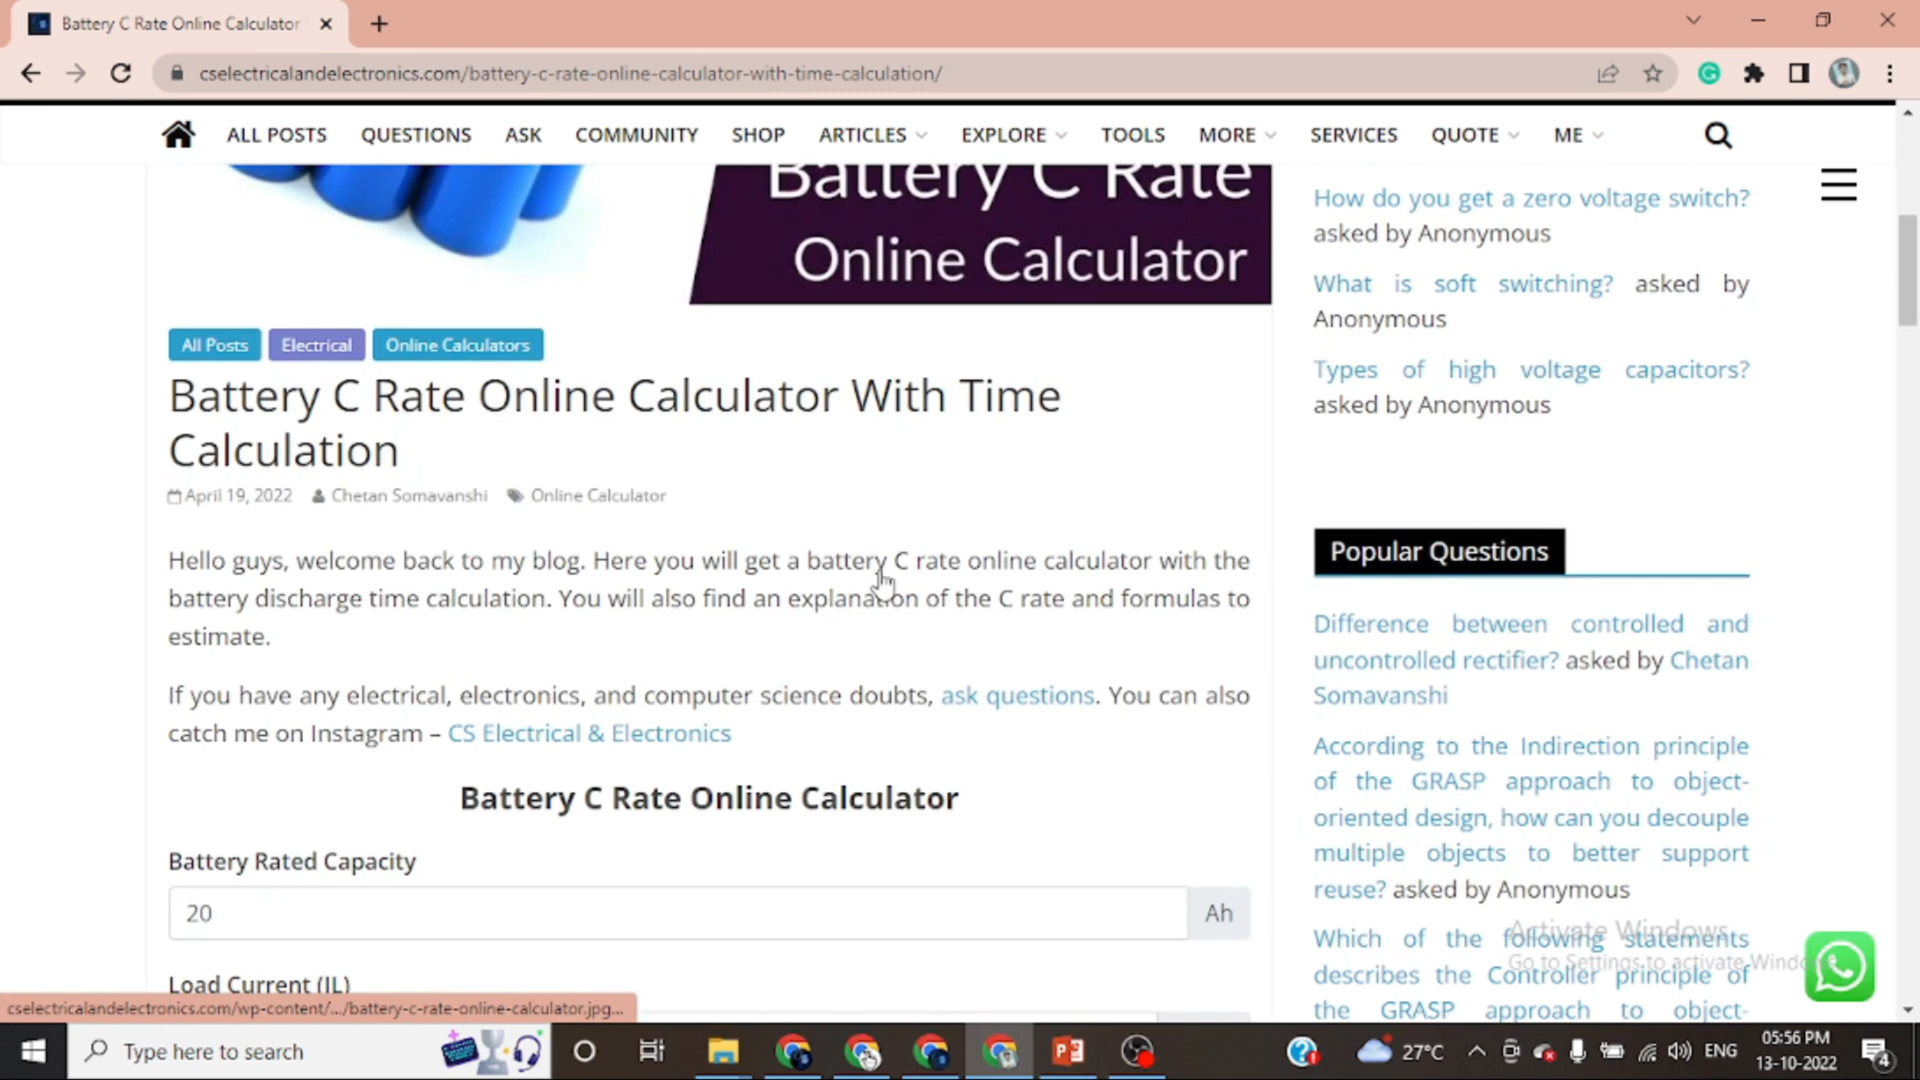 Battery C Rate Online Calculator
cselectricalandelectronics.com/battery-c-rate-online-calculator-with-time-calculation/
ALL POSTS QUESTIONS ASK COMMUNITY SHOP ARTICLES EXPLORE TOOLS MORE SERVICES QUOTE ME
Battery C Rate
Online Calculator
All Posts Electrical Online Calculators
Battery C Rate Online Calculator With Time
Calculation
April 19, 2022 Chetan Somavanshi Online Calculator
Hello guys, welcome back to my blog. Here you will get a battery C rate online calculator with the
battery discharge time calculation. You will also find an explanation of the C rate and formulas to
estimate.
If you have any electrical, electronics, and computer science doubts, ask questions. You can also
catch me on Instagram – CS Electrical & Electronics
Battery C Rate Online Calculator
Battery Rated Capacity
20 Ah
Load Current (IL)
How do you get a zero voltage switch?
asked by Anonymous
What is soft switching? asked by
Anonymous
Types of high voltage capacitors?
asked by Anonymous
Popular Questions
Difference between controlled and
uncontrolled rectifier? asked by Chetan
Somavanshi
According to the Indirection principle
of the GRASP approach to object-
oriented design, how can you decouple
multiple objects to better support
reuse? asked by Anonymous
Which of the following statements
describes the Controller principle of
the GRASP approach to object-
Activate Windows
Go to Settings to activate Windo
cselectricalandelectronics.com/wp-content/.../battery-c-rate-online-calculator.jpg...
Type here to search
27°C
ENG
05:56 PM
13-10-2022
4